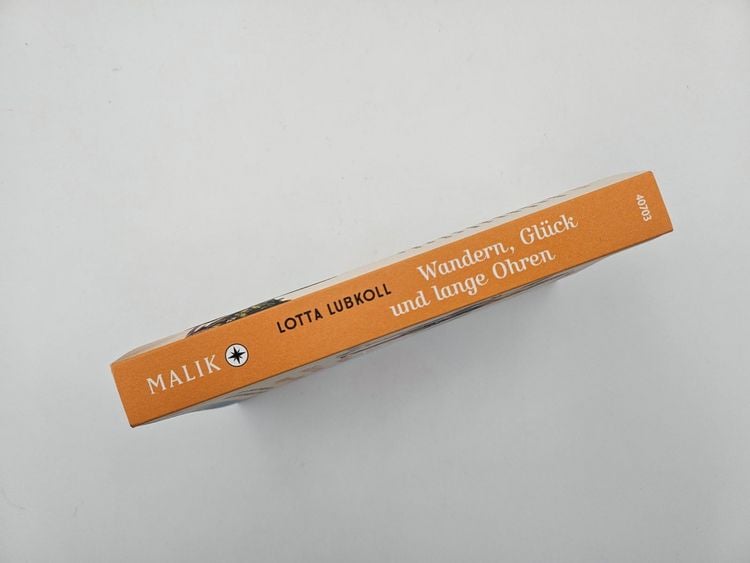 MALIK
LOTTA LUBKOLL
Wandern, Glück
und lange Ohren
40703